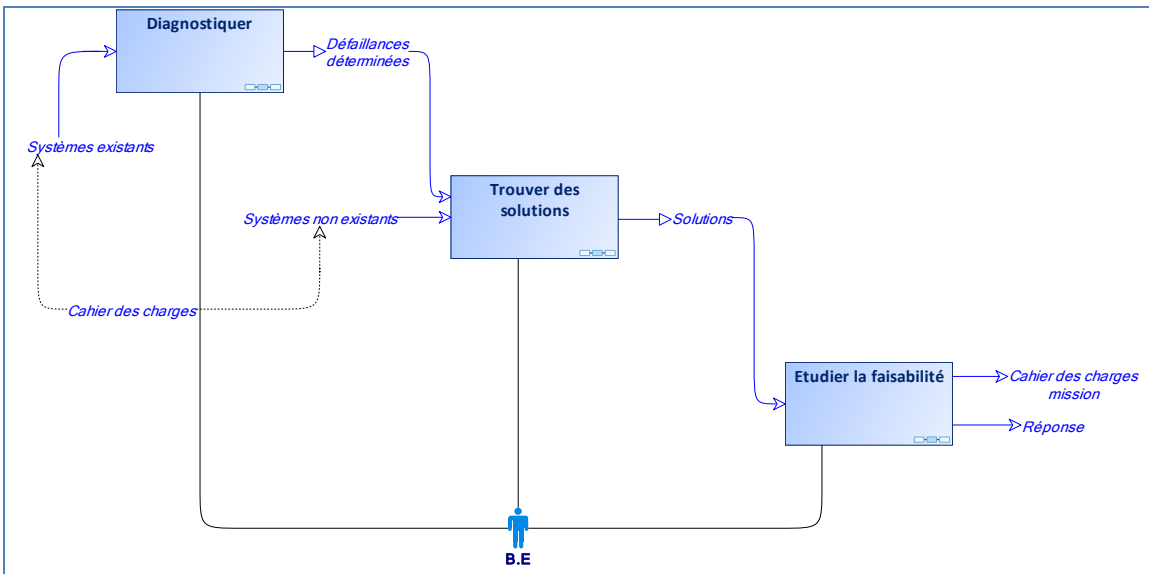 Diagnostiquer
Défaillances
déterminées
Systèmes existants
Trouver des
solutions
Systèmes non existants
Solutions
Cahier des charges
Etudier la faisabilité
Cahier des charges
mission
Réponse
B.E